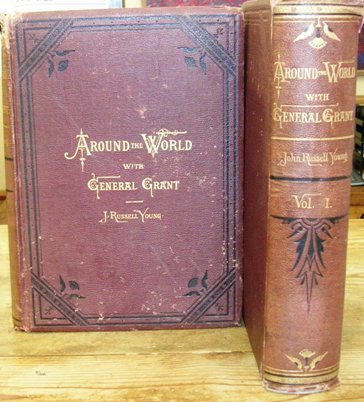 AROUND THE WORLD
WITH
GENERAL GRANT
J. RUSSELL YOUNG
AROUND THE WORLD
WITH
GENERAL GRANT
John Russell Young
VOL. I.